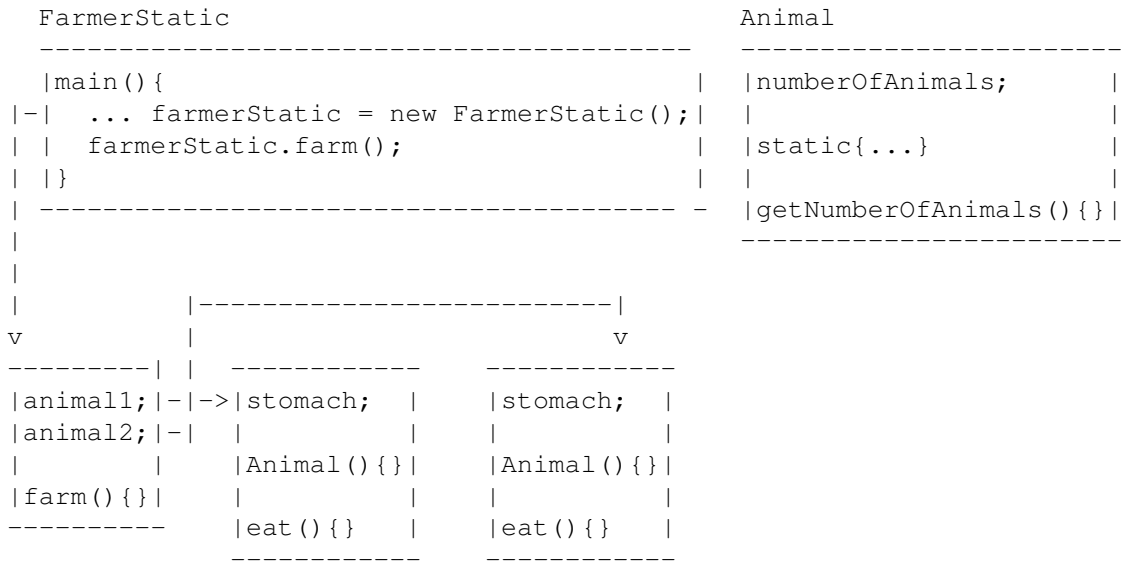 FarmerStatic Animal
----------------------------------------- ------------------------
|main(){ | |numberOfAnimals; |
|-| ... farmerStatic = new FarmerStatic();| | |
| | farmerStatic.farm(); | |static{...} |
| |} | | |
| ---------------------------------------- - |getNumberOfAnimals(){}|
| ------------------------
|
| |--------------------------|
v | v
---------| | ------------ ------------
|animal1;|-|->|stomach; | |stomach; |
|animal2;|-| | | | |
| | |Animal(){}| |Animal(){}|
|farm(){}| | | | |
---------- |eat(){} | |eat(){} |
------------ ------------